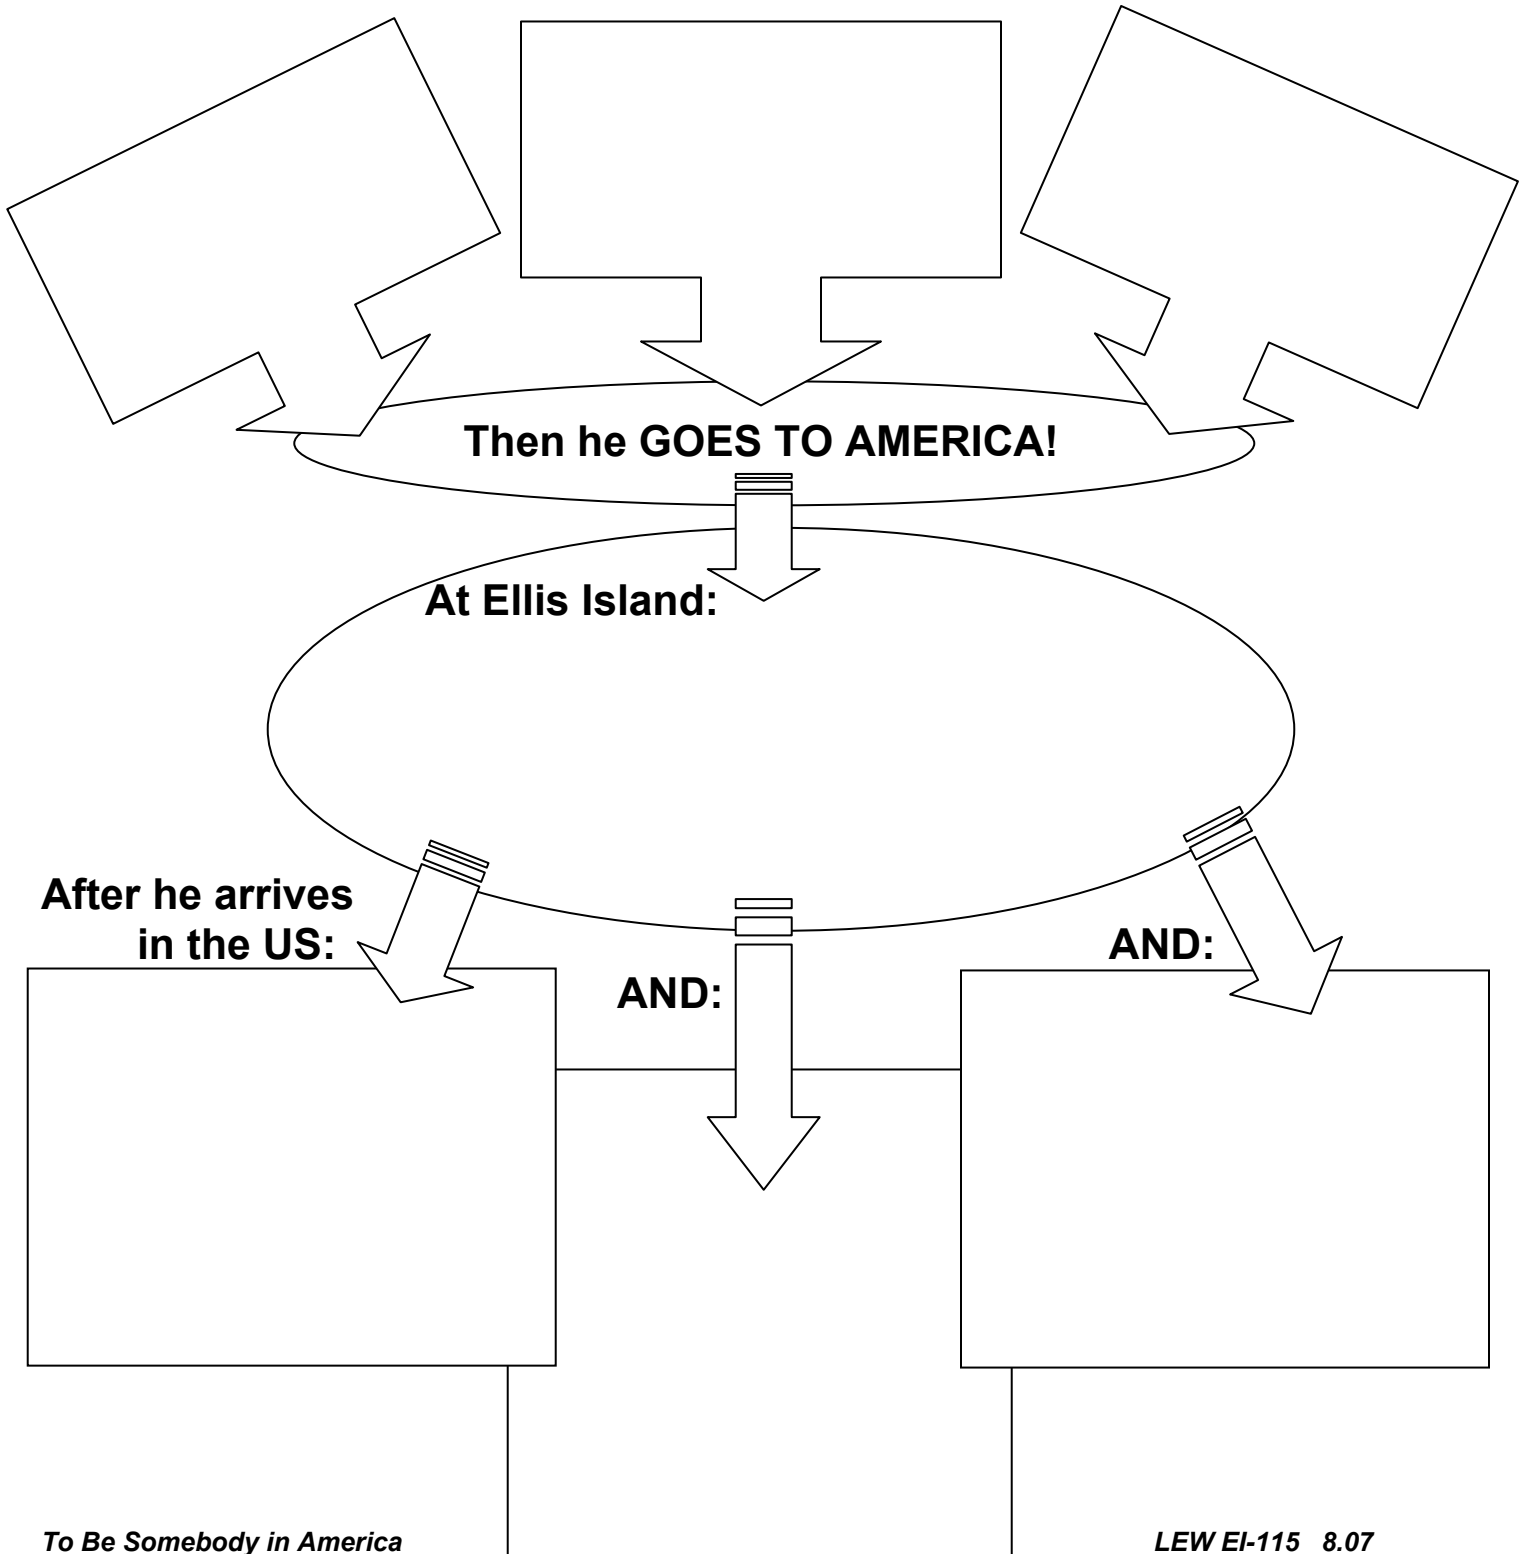 Then he GOES TO AMERICA!
At Ellis Island:
After he arrives
in the US:
AND:
AND:
To Be Somebody in America
LEW EI-115 8.07